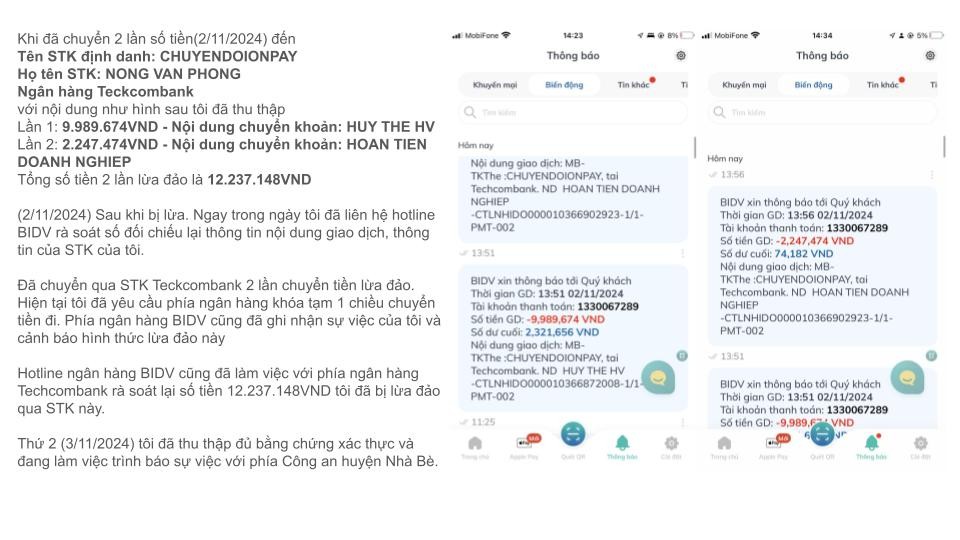 Khi đã chuyển 2 lần số tiền(2/11/2024) đến
Tên STK định danh: CHUYENDOIONPAY
Họ tên STK: NONG VAN PHONG
Ngân hàng Teckcombank
với nội dung như hình sau tôi đã thu thập
Lần 1: 9.989.674VND - Nội dung chuyển khoản: HUY THE HV
Lần 2: 2.247.474VND - Nội dung chuyển khoản: HOAN TIEN
DOANH NGHIEP
Tổng số tiền 2 lần lừa đảo là 12.237.148VND
(2/11/2024) Sau khi bị lừa. Ngay trong ngày tôi đã liên hệ hotline
BIDV rà soát số đối chiếu lại thông tin nội dung giao dịch, thông
tin của STK của tôi.
Đã chuyển qua STK Teckcombank 2 lần chuyển tiền lừa đảo.
Hiện tại tôi đã yêu cầu phía ngân hàng khóa tạm 1 chiều chuyển
tiền đi. Phía ngân hàng BIDV cũng đã ghi nhận sự việc của tôi và
cảnh báo hình thức lừa đảo này
Hotline ngân hàng BIDV cũng đã làm việc với phía ngân hàng
Techcombank rà soát lại số tiền 12.237.148VND tôi đã bị lừa đảo
qua STK này.
Thứ 2 (3/11/2024) tôi đã thu thập đủ bằng chứng xác thực và
đang làm việc trình báo sự việc với phía Công an huyện Nhà Bè.
MobiFone 14:23 8%
Thông báo
Khuyến mại Biến động Tin khác Ti
Tìm kiếm
Hôm nay
Nội dung giao dịch: MB-
TKThe :CHUYENDOIONPAY, tai
Techcombank. ND HOAN TIEN DOANH
NGHIEP
-CTLNHIDO000010366902923-1/1-
PMT-002
13:51
BIDV xin thông báo tới Quý khách
Thời gian GD: 13:51 02/11/2024
Tài khoản thanh toán: 1330067289
Số tiền GD: -9,989,674 VND
Số dư cuối: 2,321,656 VND
Nội dung giao dịch: MB-
TKThe :CHUYENDOIONPAY, tai
Techcombank. ND HUY THE HV
-CTLNHIDO000010366872008-1/1-
PMT-002
11:25
Mới
Trang chủ Apple Pay Quét QR Thông báo Cài đặt
MobiFone 14:34 5%
Thông báo
Khuyến mại Biến động Tin khác Ti
Tìm kiếm
Hôm nay
13:56
BIDV xin thông báo tới Quý khách
Thời gian GD: 13:56 02/11/2024
Tài khoản thanh toán: 1330067289
Số tiền GD: -2,247,474 VND
Số dư cuối: 74,182 VND
Nội dung giao dịch: MB-
TKThe :CHUYENDOIONPAY, tai
Techcombank. ND HOAN TIEN DOANH
NGHIEP
-CTLNHIDO000010366902923-1/1-
PMT-002
13:51
BIDV xin thông báo tới Quý khách
Thời gian GD: 13:51 02/11/2024
Tài khoản thanh toán: 1330067289
Số tiền GD:
Mới
Trang chủ Apple Pay Quét QR Thông báo Cài đặt